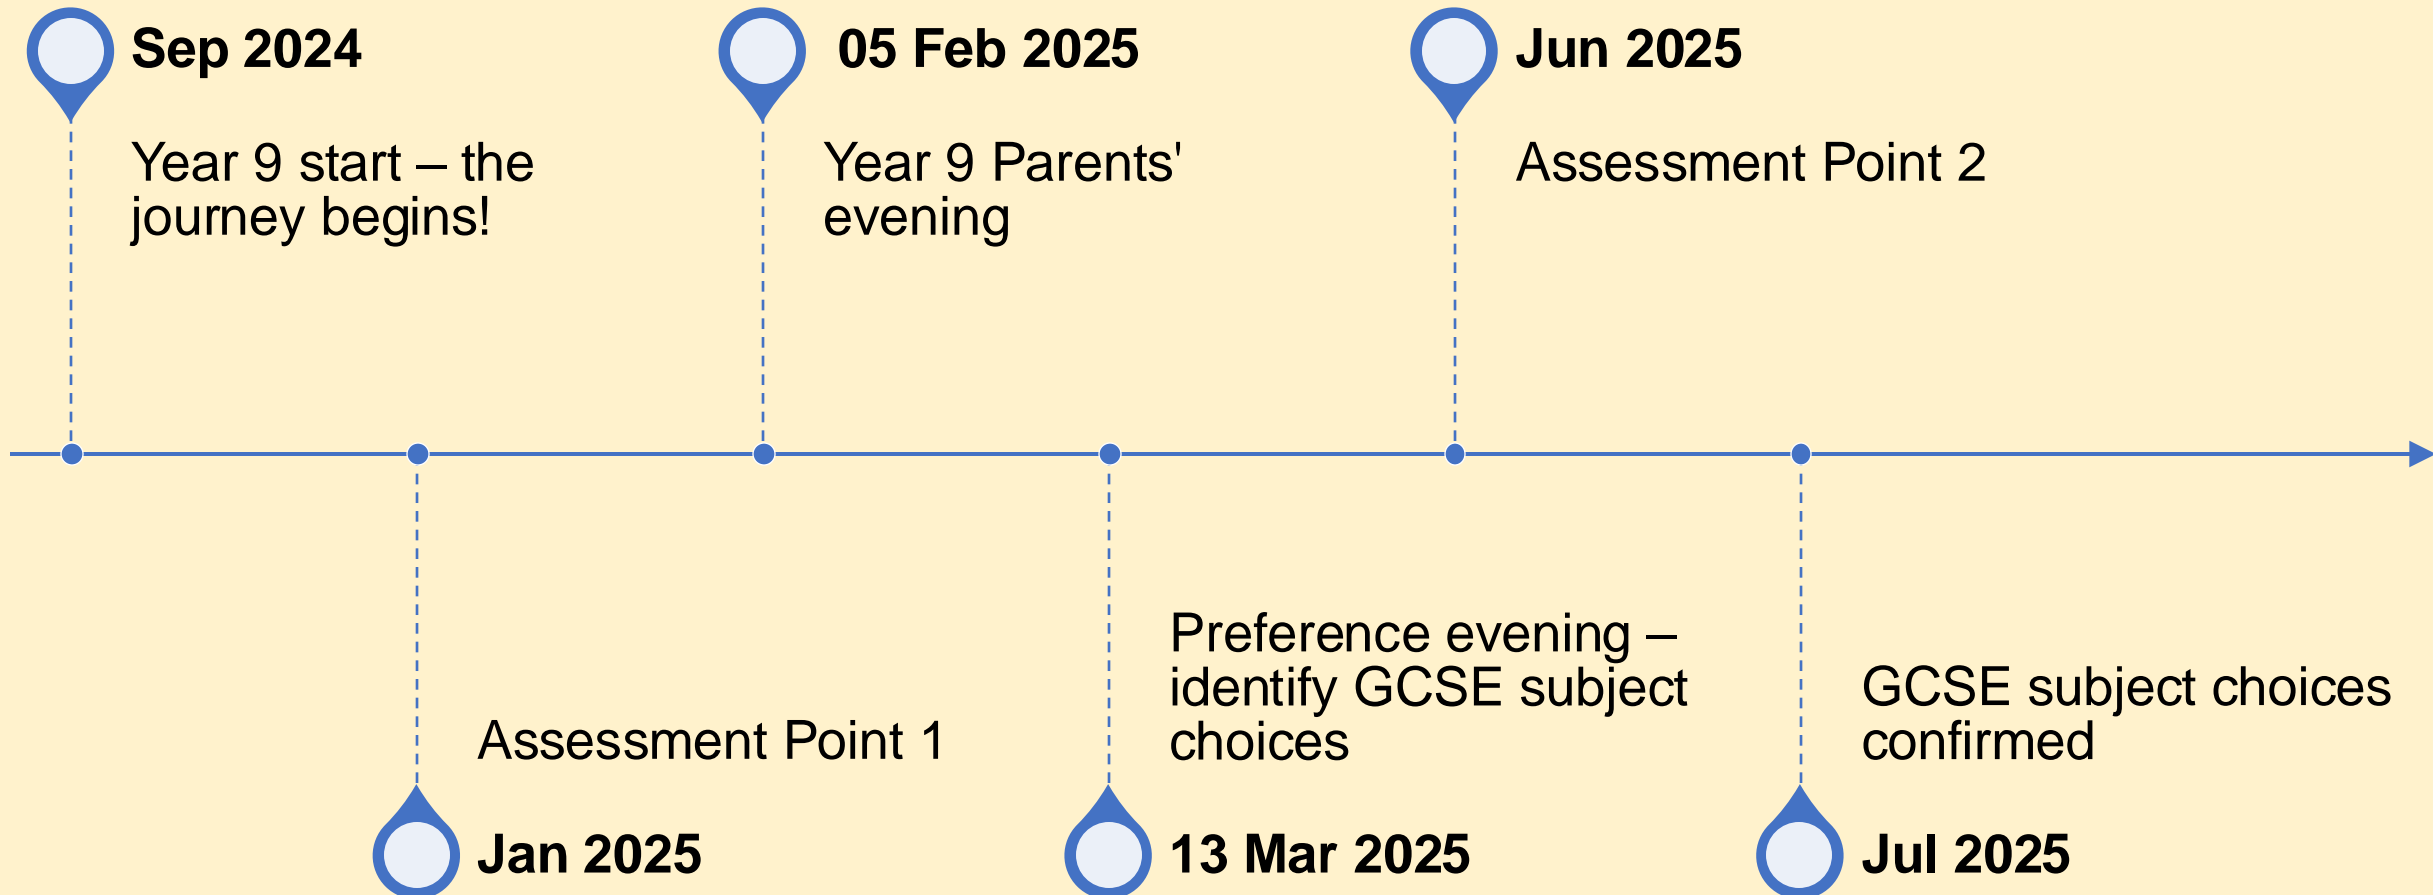 Sep 2024
Year 9 start – the
journey begins!
Assessment Point 1
Jan 2025
05 Feb 2025
Year 9 Parents'
evening
Preference evening –
identify GCSE subject
choices
13 Mar 2025
Jun 2025
Assessment Point 2
GCSE subject choices
confirmed
Jul 2025